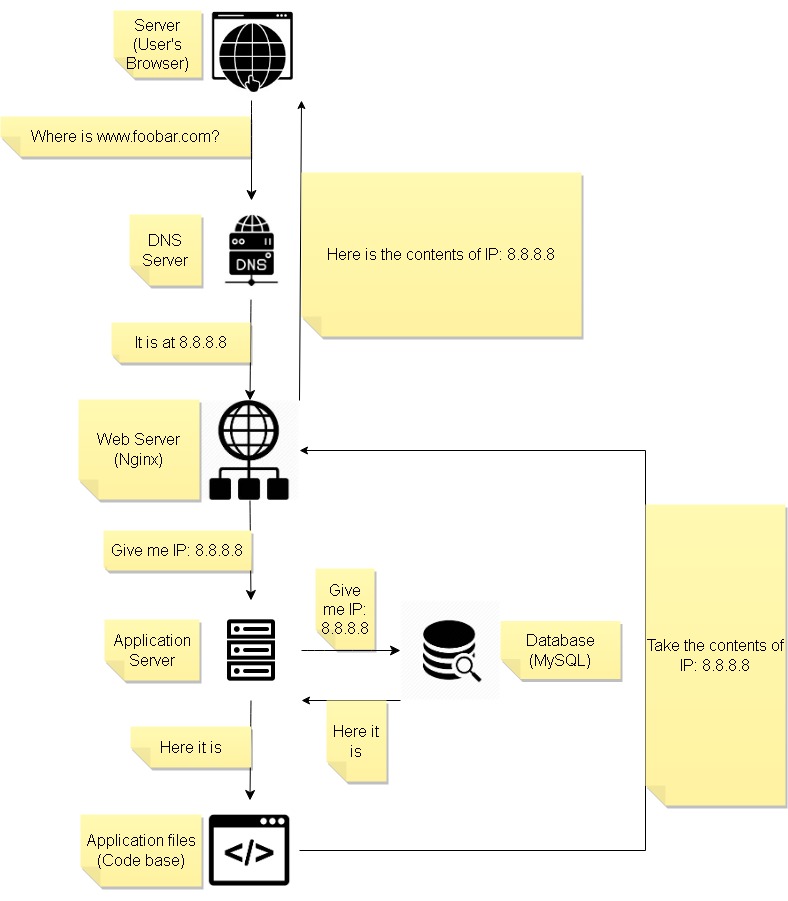 Server
(User's
Browser)
Where is www.foobar.com?
DNS
Server
DNS
Here is the contents of IP: 8.8.8.8
It is at 8.8.8.8
Web Server
(Nginx)
Give me IP: 8.8.8.8
Give
me IP:
8.8.8.8
Application
Server
Database
(MySQL)
Take the contents of
IP: 8.8.8.8
Here it is
Here it
is
Application files
(Code base)
</>